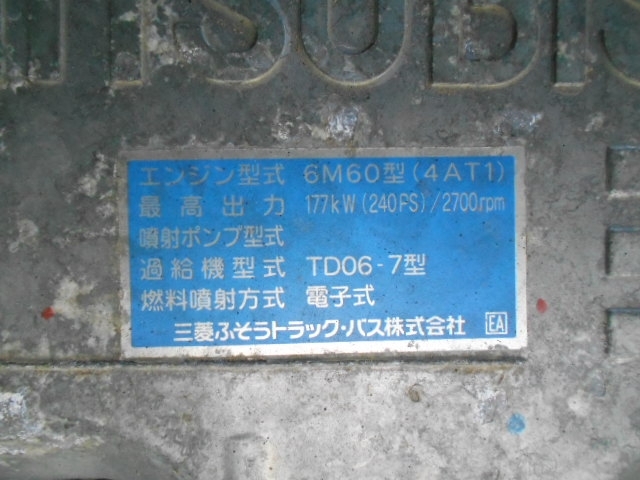 ITSUBIS
エンジン型式 6M60型(4AT1)
最高出力 177kW(240PS)/2700rpm
噴射ポンプ型式
過給機型式 TD06-7型
燃料噴射方式 電子式
三菱ふそうトラック・バス株式会社 EA